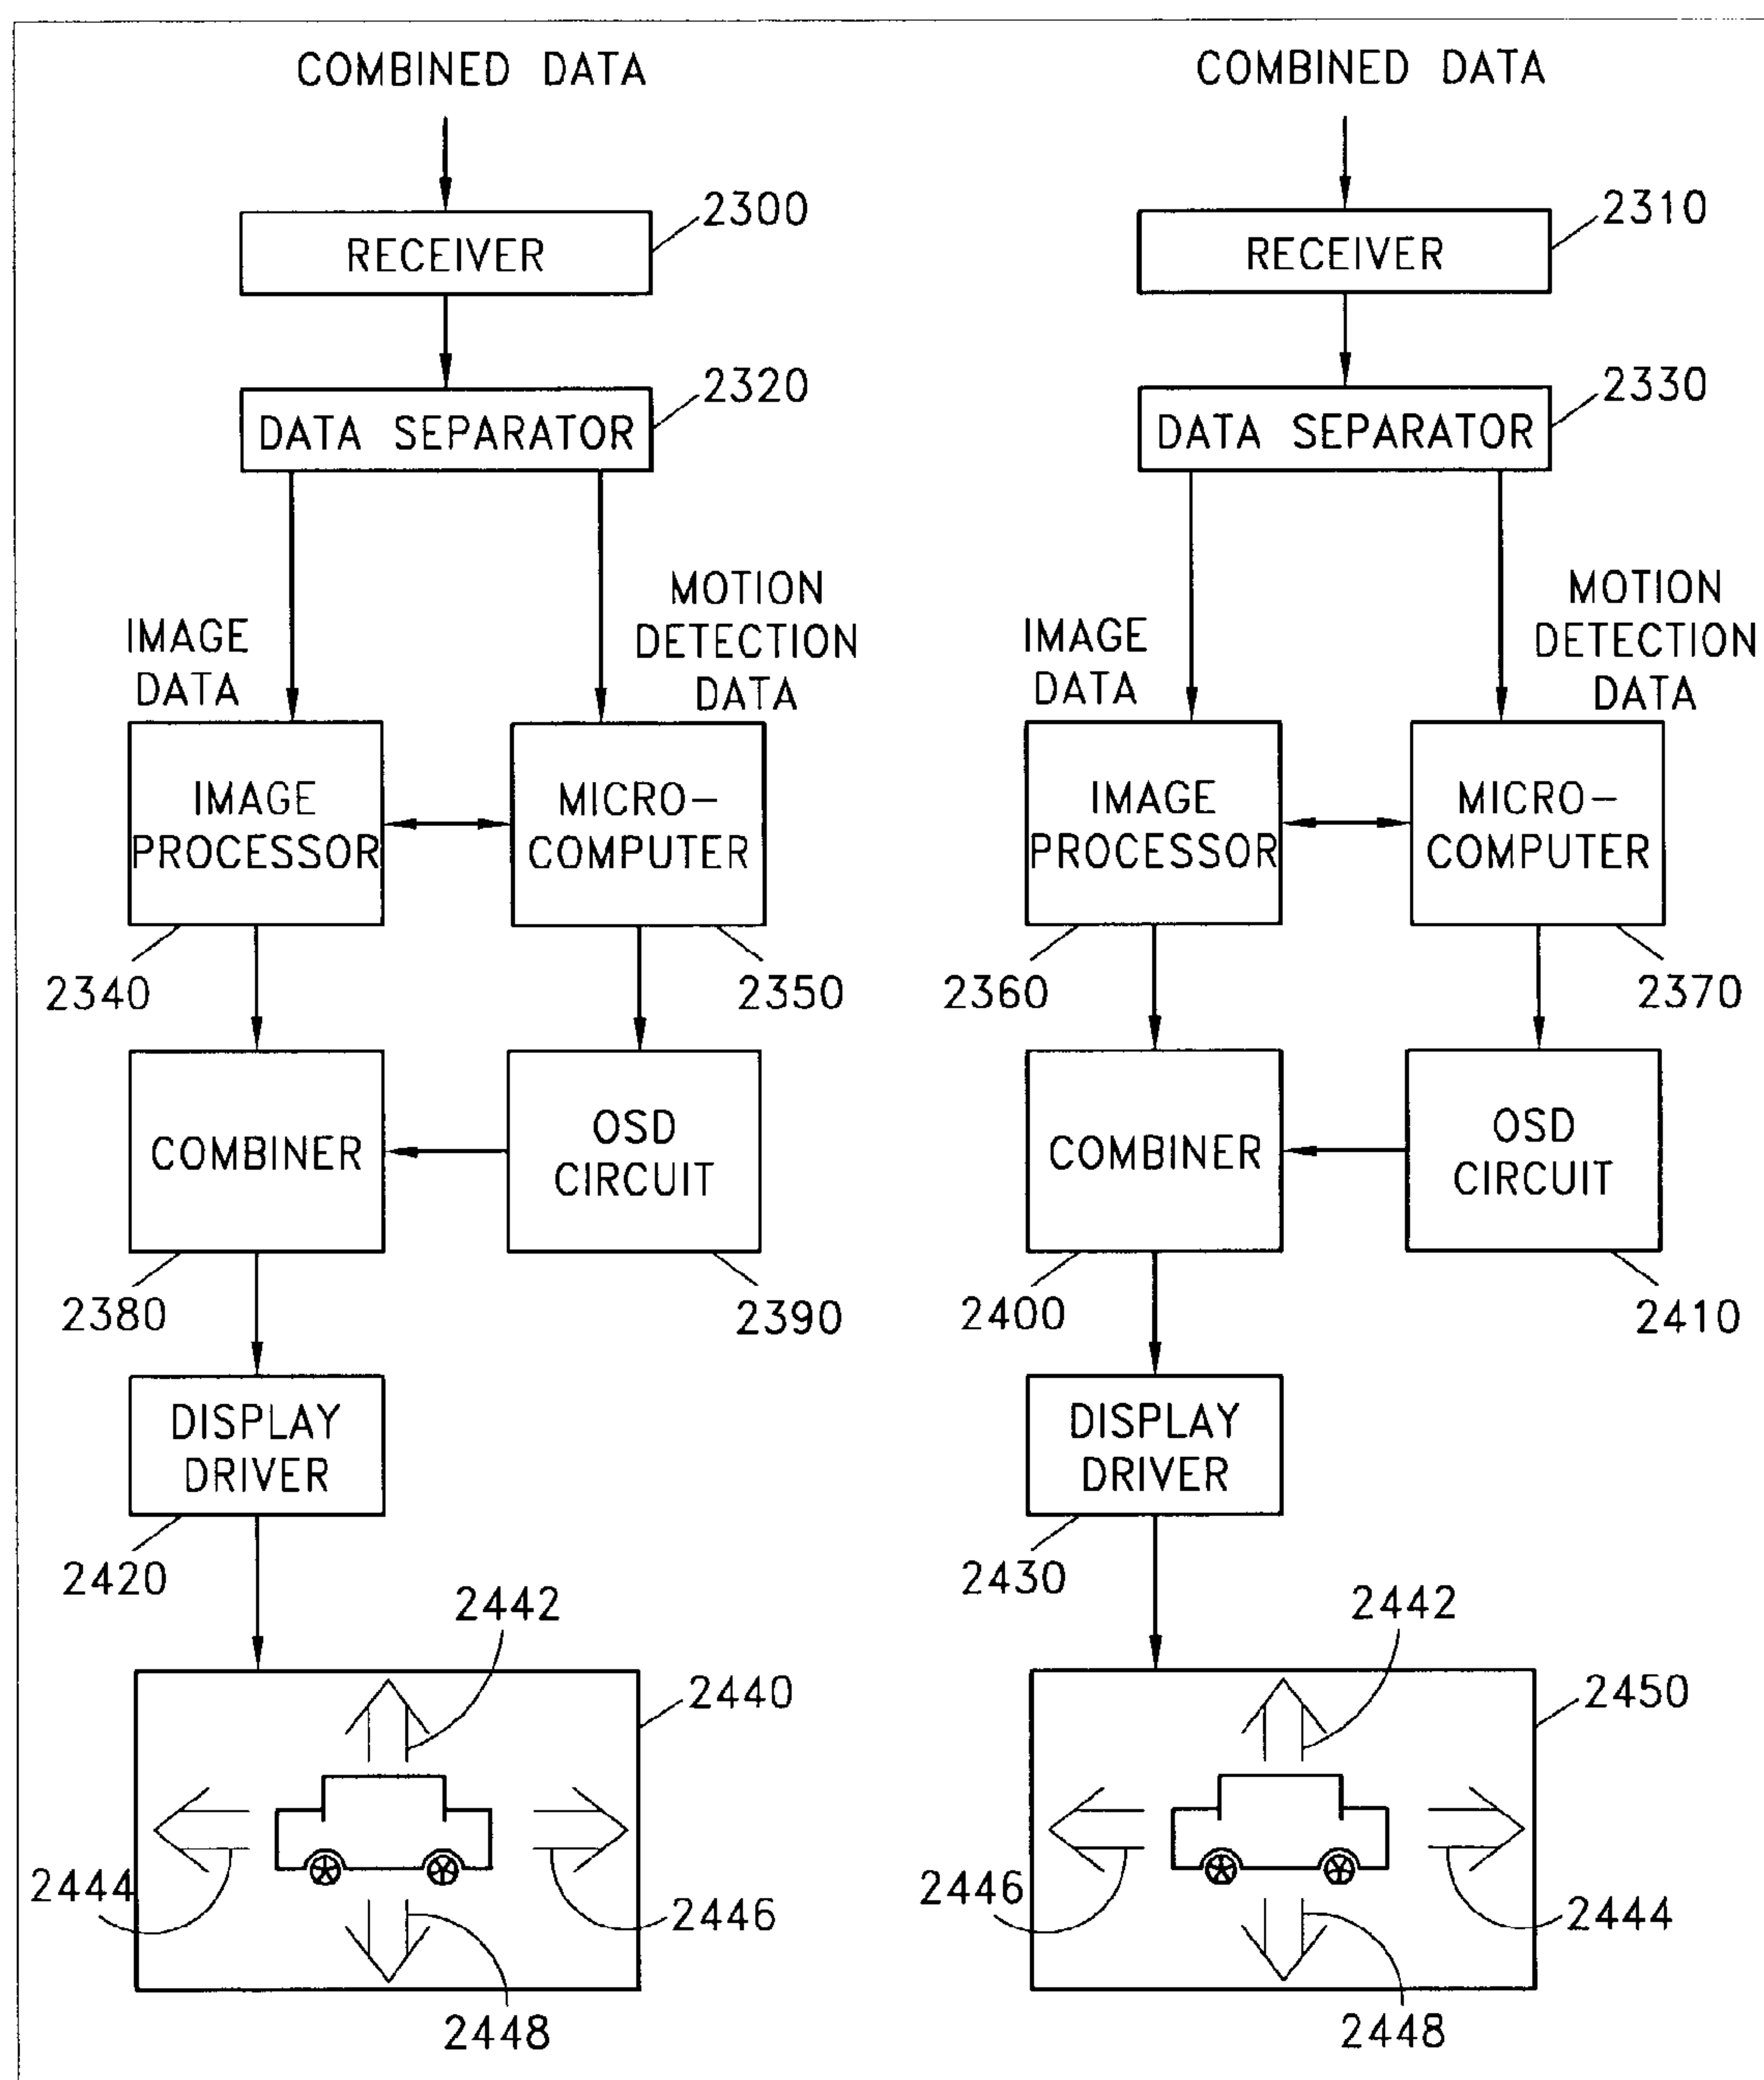 COMBINED DATA
COMBINED DATA
2300
2310
RECEIVER
RECEIVER
2320
2330
DATA SEPARATOR
DATA SEPARATOR
IMAGE
DATA
MOTION
DETECTION
DATA
IMAGE
DATA
MOTION
DETECTION
DATA
IMAGE
PROCESSOR
MICRO-
COMPUTER
IMAGE
PROCESSOR
MICRO-
COMPUTER
2340
2350
2360
2370
COMBINER
OSD
CIRCUIT
COMBINER
OSD
CIRCUIT
2380
2390
2400
2410
DISPLAY
DRIVER
DISPLAY
DRIVER
2420
2430
2442
2442
2440
2450
2444
2446
2446
2444
2448
2448